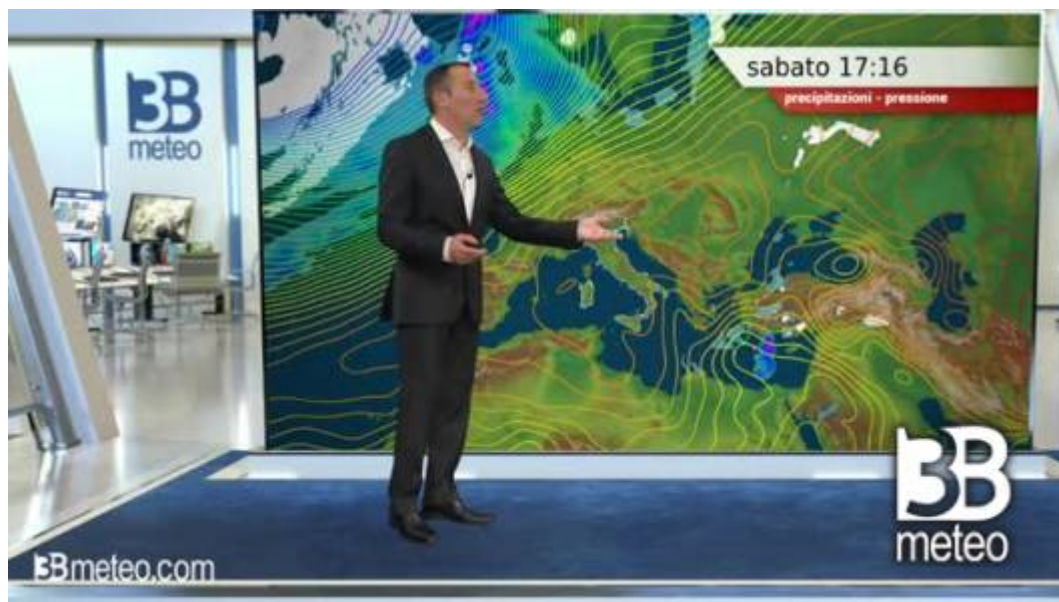 3B
meteo
sabato 17:16
precipitazioni - pressione
3B
meteo
3Bmeteo.com